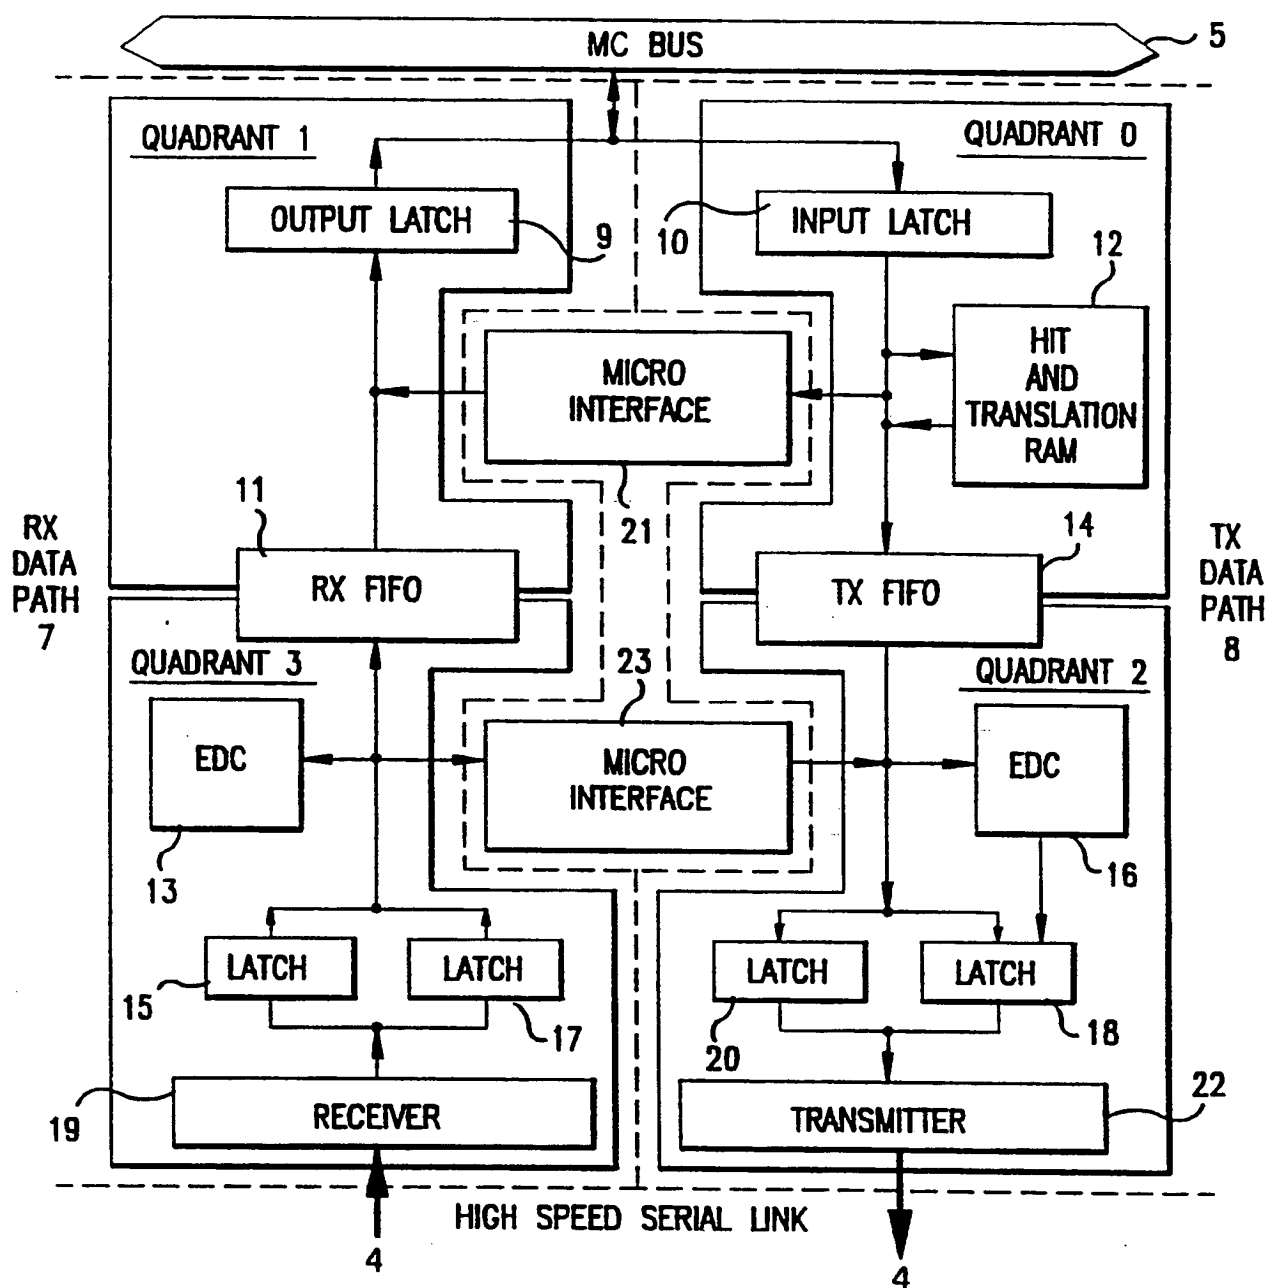 MC BUS
5
QUADRANT 1
QUADRANT 0
OUTPUT LATCH
9
10
INPUT LATCH
12
HIT
AND
TRANSLATION
RAM
MICRO
INTERFACE
21
11
RX FIFO
14
TX FIFO
RX
DATA
PATH
7
TX
DATA
PATH
8
QUADRANT 3
QUADRANT 2
23
MICRO
INTERFACE
EDC
13
EDC
16
LATCH
15
LATCH
17
LATCH
20
LATCH
18
19
RECEIVER
TRANSMITTER
22
HIGH SPEED SERIAL LINK
4
4